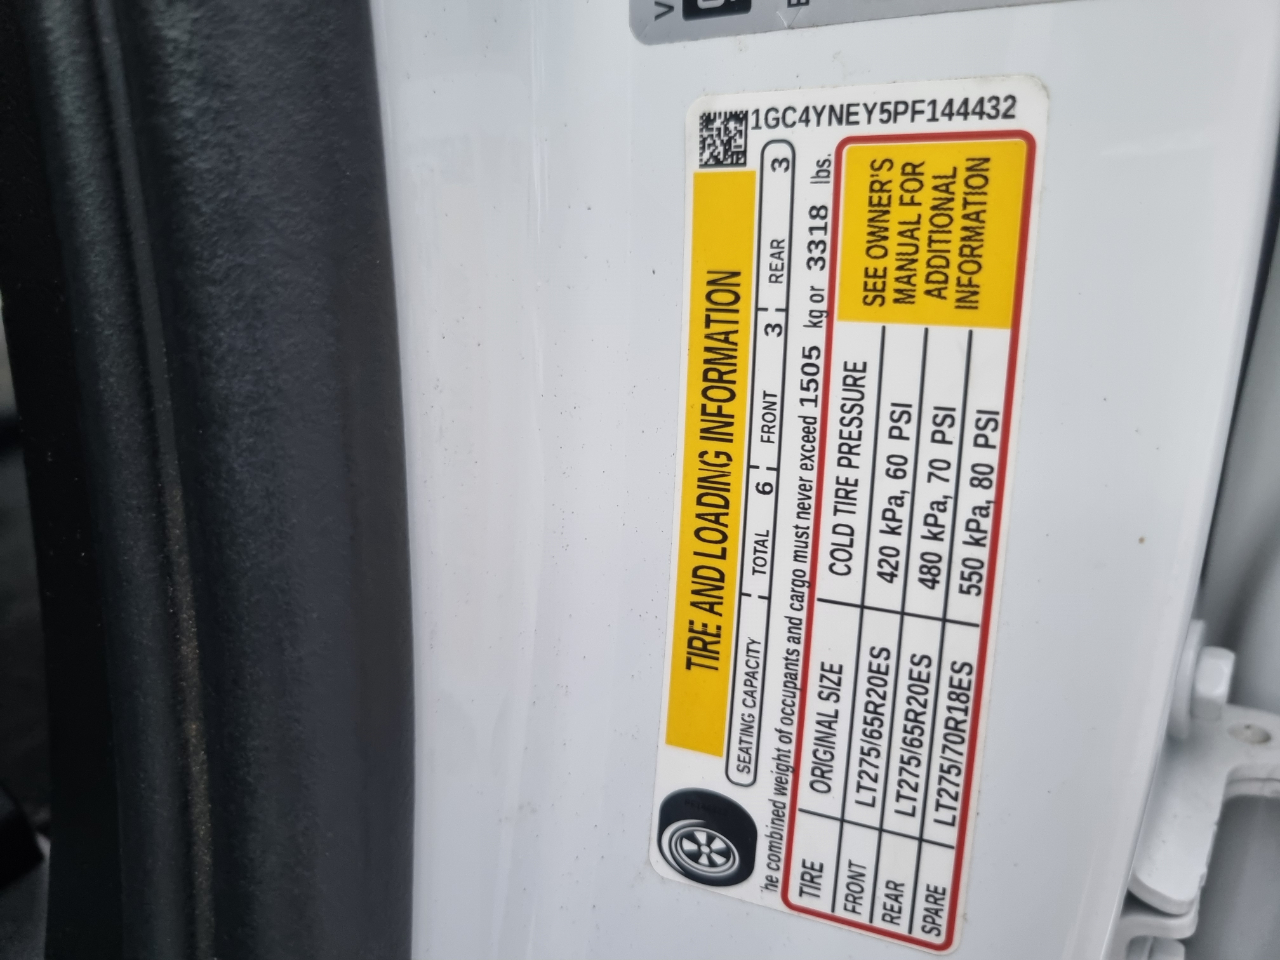 1GC4YNEY5PF144432
TIRE AND LOADING INFORMATION
SEATING CAPACITY TOTAL 6 FRONT 3 REAR 3
he combined weight of occupants and cargo must never exceed 1505 kg or 3318 lbs.
TIRE ORIGINAL SIZE COLD TIRE PRESSURE
FRONT LT275/65R20ES 420 kPa, 60 PSI
REAR LT275/65R20ES 480 kPa, 70 PSI
SPARE LT275/70R18ES 550 kPa, 80 PSI
SEE OWNER'S
MANUAL FOR
ADDITIONAL
INFORMATION